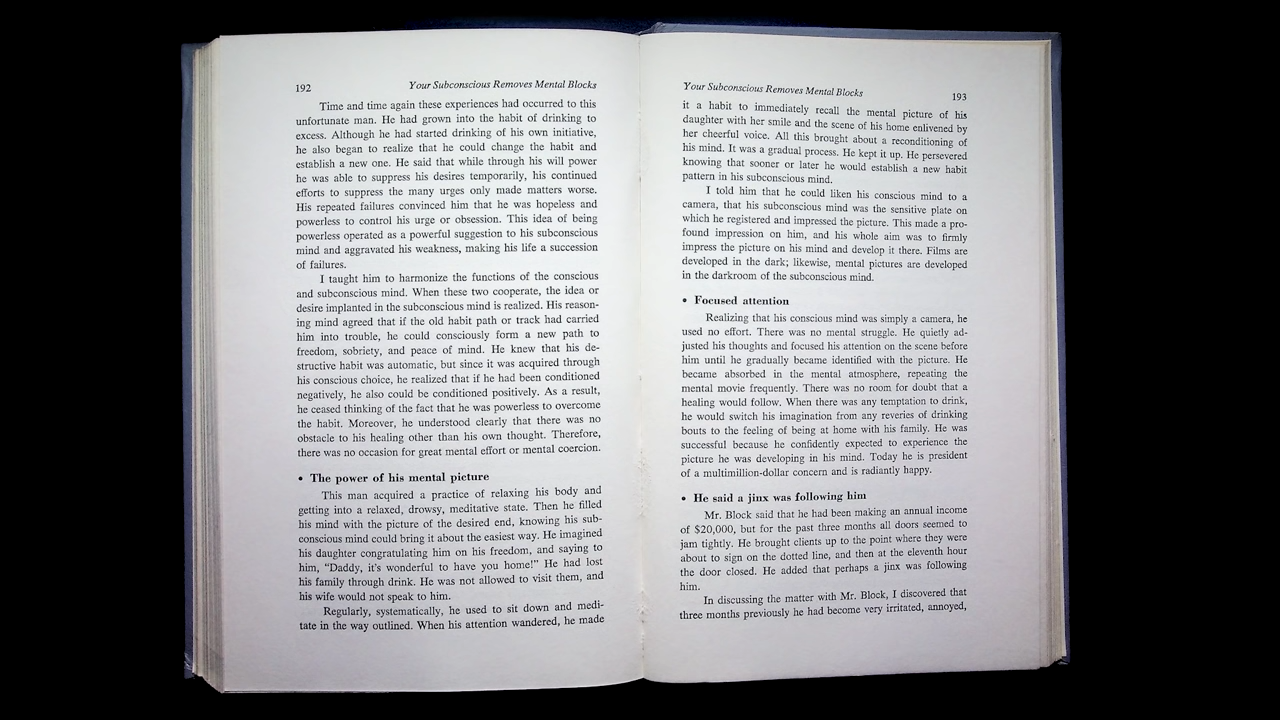 192
Your Subconscious Removes Mental Blocks
Time and time again these experiences had occurred to this
unfortunate man. He had grown into the habit of drinking to
excess. Although he had started drinking of his own initiative,
he also began to realize that he could change the habit and
establish a new one. He said that while through his will power
he was able to suppress his desires temporarily, his continued
efforts to suppress the many urges only made matters worse.
His repeated failures convinced him that he was hopeless and
powerless to control his urge or obsession. This idea of being
powerless operated as a powerful suggestion to his subconscious
mind and aggravated his weakness, making his life a succession
of failures.
I taught him to harmonize the functions of the conscious
and subconscious mind. When these two cooperate, the idea or
desire implanted in the subconscious mind is realized. His reason-
ing mind agreed that if the old habit path or track had carried
him into trouble, he could consciously form a new path to
freedom, sobriety, and peace of mind. He knew that his de-
structive habit was automatic, but since it was acquired through
his conscious choice, he realized that if he had been conditioned
negatively, he also could be conditioned positively. As a result,
he ceased thinking of the fact that he was powerless to overcome
the habit. Moreover, he understood clearly that there was no
obstacle to his healing other than his own thought. Therefore,
there was no occasion for great mental effort or mental coercion.
• The power of his mental picture
This man acquired a practice of relaxing his body and
getting into a relaxed, drowsy, meditative state. Then he filled
his mind with the picture of the desired end, knowing his sub-
conscious mind could bring it about the easiest way. He imagined
his daughter congratulating him on his freedom, and saying to
him, “Daddy, it’s wonderful to have you home!” He had lost
his family through drink. He was not allowed to visit them, and
his wife would not speak to him.
Regularly, systematically, he used to sit down and medi-
tate in the way outlined. When his attention wandered, he made
Your Subconscious Removes Mental Blocks
193
it a habit to immediately recall the mental picture of his
daughter with her smile and the scene of his home enlivened by
her cheerful voice. All this brought about a reconditioning of
his mind. It was a gradual process. He kept it up. He persevered
knowing that sooner or later he would establish a new habit
pattern in his subconscious mind.
I told him that he could liken his conscious mind to a
camera, that his subconscious mind was the sensitive plate on
which he registered and impressed the picture. This made a pro-
found impression on him, and his whole aim was to firmly
impress the picture on his mind and develop it there. Films are
developed in the dark; likewise, mental pictures are developed
in the darkroom of the subconscious mind.
• Focused attention
Realizing that his conscious mind was simply a camera, he
used no effort. There was no mental struggle. He quietly ad-
justed his thoughts and focused his attention on the scene before
him until he gradually became identified with the picture. He
became absorbed in the mental atmosphere, repeating the
mental movie frequently. There was no room for doubt that a
healing would follow. When there was any temptation to drink,
he would switch his imagination from any reveries of drinking
bouts to the feeling of being at home with his family. He was
successful because he confidently expected to experience the
picture he was developing in his mind. Today he is president
of a multimillion-dollar concern and is radiantly happy.
• He said a jinx was following him
Mr. Block said that he had been making an annual income
of $20,000, but for the past three months all doors seemed to
jam tightly. He brought clients up to the point where they were
about to sign on the dotted line, and then at the eleventh hour
the door closed. He added that perhaps a jinx was following
him.
In discussing the matter with Mr. Block, I discovered that
three months previously he had become very irritated, annoyed,